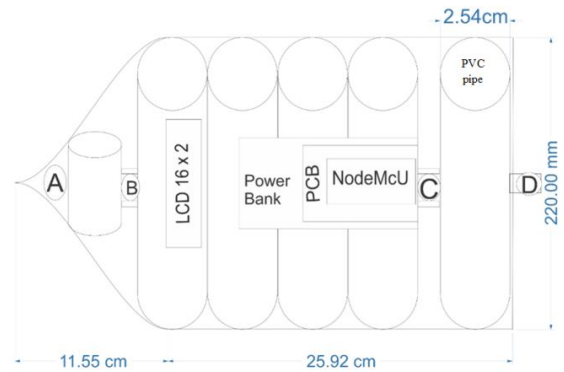 2.54cm
PVC
pipe
A
B
LCD 16 x 2
Power
Bank
PCB
NodeMcU
C
D
220.00 mm
11.55 cm
25.92 cm